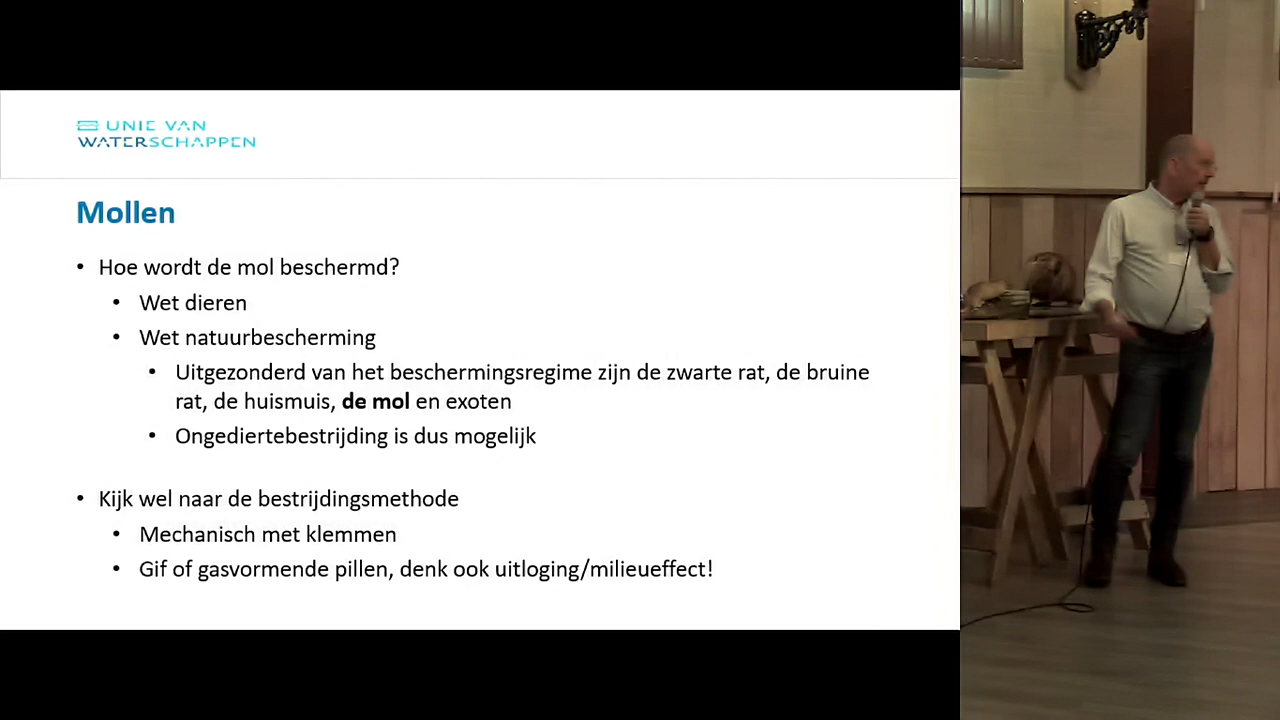 UNIE VAN
WATERSCHAPPEN
Mollen
• Hoe wordt de mol beschermd?
• Wet dieren
• Wet natuurbescherming
• Uitgezonderd van het beschermingsregime zijn de zwarte rat, de bruine
rat, de huismuis, de mol en exoten
• Ongediertebestrijding is dus mogelijk
• Kijk wel naar de bestrijdingsmethode
• Mechanisch met klemmen
• Gif of gasvormende pillen, denk ook uitloging/milieueffect!